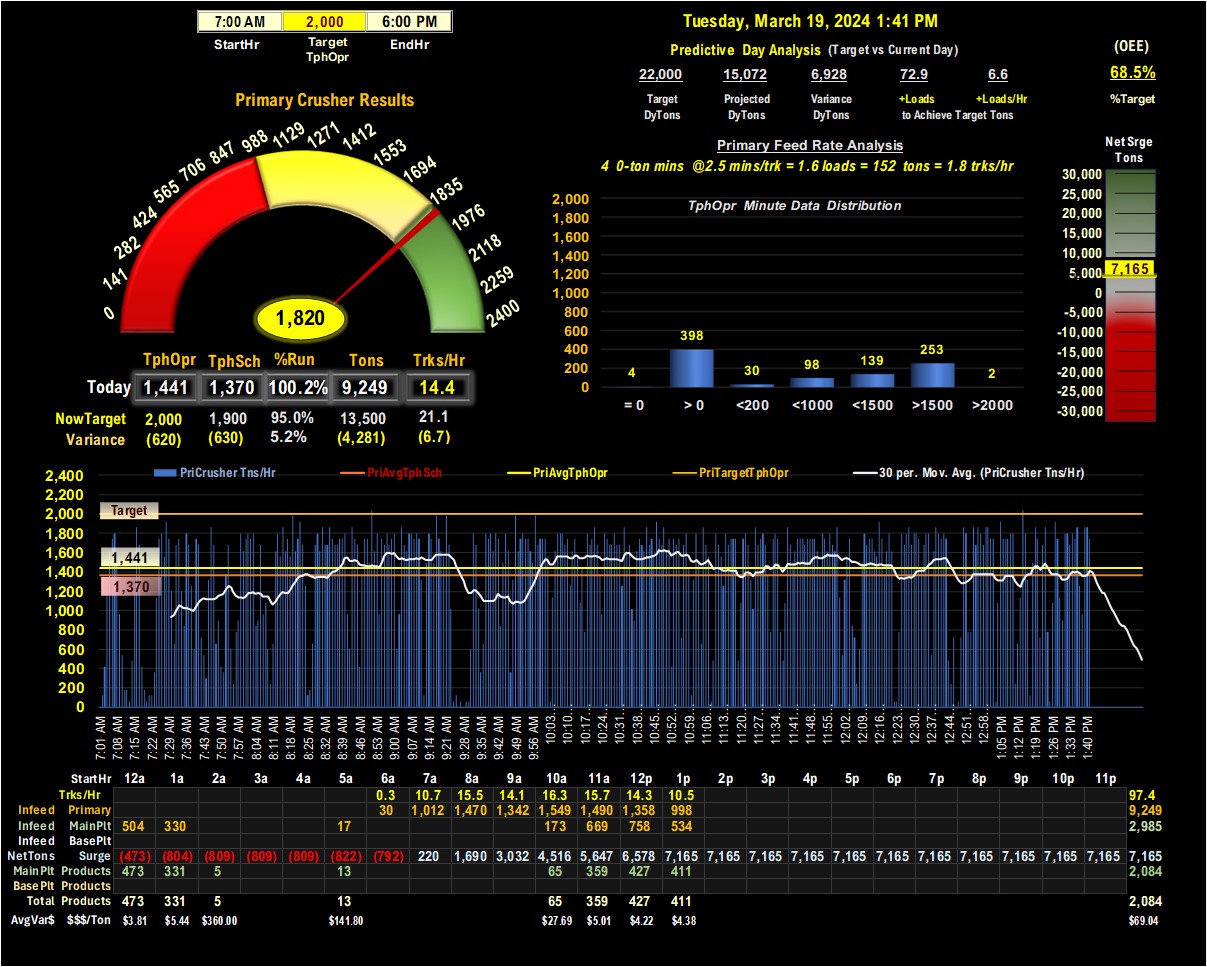 7:00 AM 2,000 6:00 PM
StartHr Target TphOpr EndHr
Tuesday, March 19, 2024 1:41 PM
Predictive Day Analysis (Target vs Current Day)
22,000 15,072 6,928 72.9 6.6
Target DyTons Projected DyTons Variance DyTons +Loads +Loads/Hr
to Achieve Target Tons
(OEE)
68.5%
%Target
Primary Crusher Results
0 141 282 424 565 706 847 988 1129 1271 1412 1553 1694 1835 1976 2118 2259 2400
1,820
TphOpr TphSch %Run Tons Trks/Hr
Today 1,441 1,370 100.2% 9,249 14.4
NowTarget 2,000 1,900 95.0% 13,500 21.1
Variance (620) (630) 5.2% (4,281) (6.7)
Primary Feed Rate Analysis
4 0-ton mins @2.5 mins/trk = 1.6 loads = 152 tons = 1.8 trks/hr
TphOpr Minute Data Distribution
2,000
1,800
1,600
1,400
1,200
1,000
800
600
400
200
0
4 398 30 98 139 253 2
= 0 > 0 <200 <1000 <1500 >1500 >2000
Net Srge
Tons
30,000
25,000
20,000
15,000
10,000
5,000
7,165
0
-5,000
-10,000
-15,000
-20,000
-25,000
-30,000
PriCrusher Tns/Hr PriAvgTphSch PriAvgTphOpr PriTargetTphOpr 30 per. Mov. Avg. (PriCrusher Tns/Hr)
2,400
2,200
2,000
1,800
1,600
1,400
1,200
1,000
800
600
400
200
0
Target
1,441
1,370
7:01 AM 7:08 AM 7:15 AM 7:22 AM 7:29 AM 7:36 AM 7:43 AM 7:50 AM 7:57 AM 8:04 AM 8:11 AM 8:18 AM 8:25 AM 8:32 AM 8:39 AM 8:46 AM 8:53 AM 9:00 AM 9:07 AM 9:14 AM 9:21 AM 9:28 AM 9:35 AM 9:42 AM 9:49 AM 9:56 AM 10:03… 10:10… 10:17… 10:24… 10:31… 10:38… 10:45… 10:52… 10:59… 11:06… 11:13… 11:20… 11:27… 11:34… 11:41… 11:48… 11:55… 12:02… 12:09… 12:16… 12:23… 12:30… 12:37… 12:44… 12:51… 12:58… 1:05 PM 1:12 PM 1:19 PM 1:26 PM 1:33 PM 1:40 PM
StartHr 12a 1a 2a 3a 4a 5a 6a 7a 8a 9a 10a 11a 12p 1p 2p 3p 4p 5p 6p 7p 8p 9p 10p 11p
Trks/Hr 0.3 10.7 15.5 14.1 16.3 15.7 14.3 10.5 97.4
Infeed Primary 30 1,012 1,470 1,342 1,549 1,490 1,358 998 9,249
Infeed MainPlt 504 330 17 173 669 758 534 2,985
Infeed BasePlt
NetTons Surge (473) (804) (809) (809) (809) (822) (792) 220 1,690 3,032 4,516 5,647 6,578 7,165 7,165 7,165 7,165 7,165 7,165 7,165 7,165 7,165 7,165 7,165 7,165
MainPlt Products 473 331 5 13 65 359 427 411 2,084
BasePlt Products
Total Products 473 331 5 13 65 359 427 411 2,084
AvgVar$ $$$/Ton $3.81 $5.44 $360.00 $141.80 $27.69 $5.01 $4.22 $4.38 $69.04